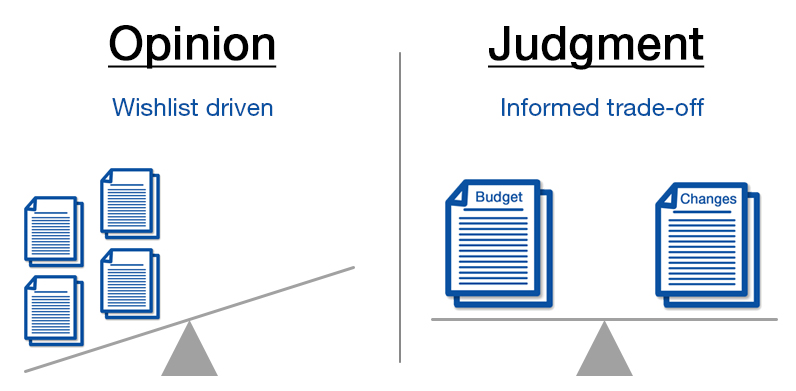 Opinion
Wishlist driven
Judgment
Informed trade-off
Budget
Changes